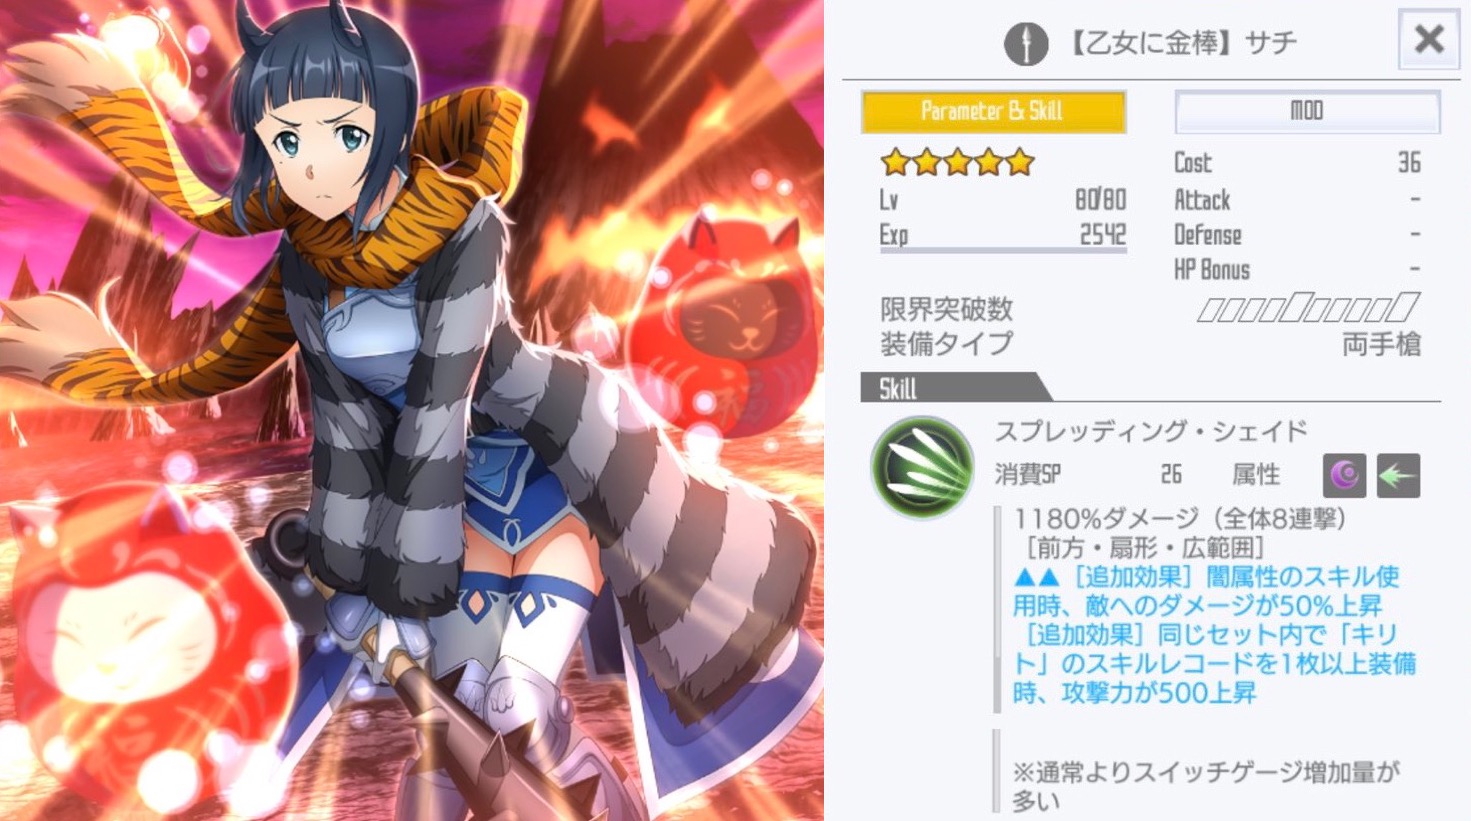 【乙女に金棒】サチ
Parameter & Skill
MOD
Lv 80/80
Exp 2542
Cost 36
Attack -
Defense -
HP Bonus -
限界突破数
装備タイプ 両手槍
Skill
スプレッディング・シェイド
消費SP 26 属性
1180%ダメージ（全体8連撃）
［前方・扇形・広範囲］
▲▲［追加効果］闇属性のスキル使
用時、敵へのダメージが50%上昇
［追加効果］同じセット内で「キリ
ト」のスキルレコードを1枚以上装備
時、攻撃力が500上昇
※通常よりスイッチゲージ増加量が
多い
福